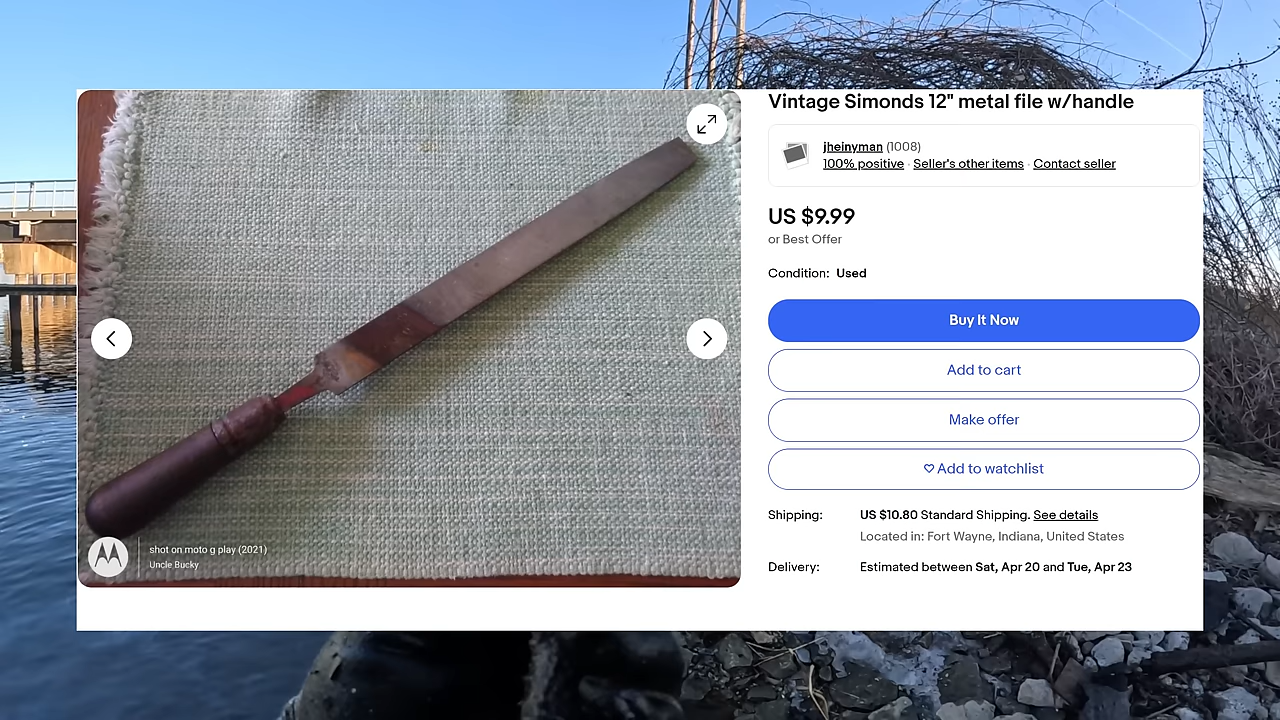 Vintage Simonds 12" metal file w/handle
jheinyman (1008)
100% positive · Seller's other items · Contact seller
US $9.99
or Best Offer
Condition: Used
Buy It Now
Add to cart
Make offer
Add to watchlist
Shipping: US $10.80 Standard Shipping. See details
Located in: Fort Wayne, Indiana, United States
Delivery: Estimated between Sat, Apr 20 and Tue, Apr 23
shot on moto g play (2021)
Uncle Bucky